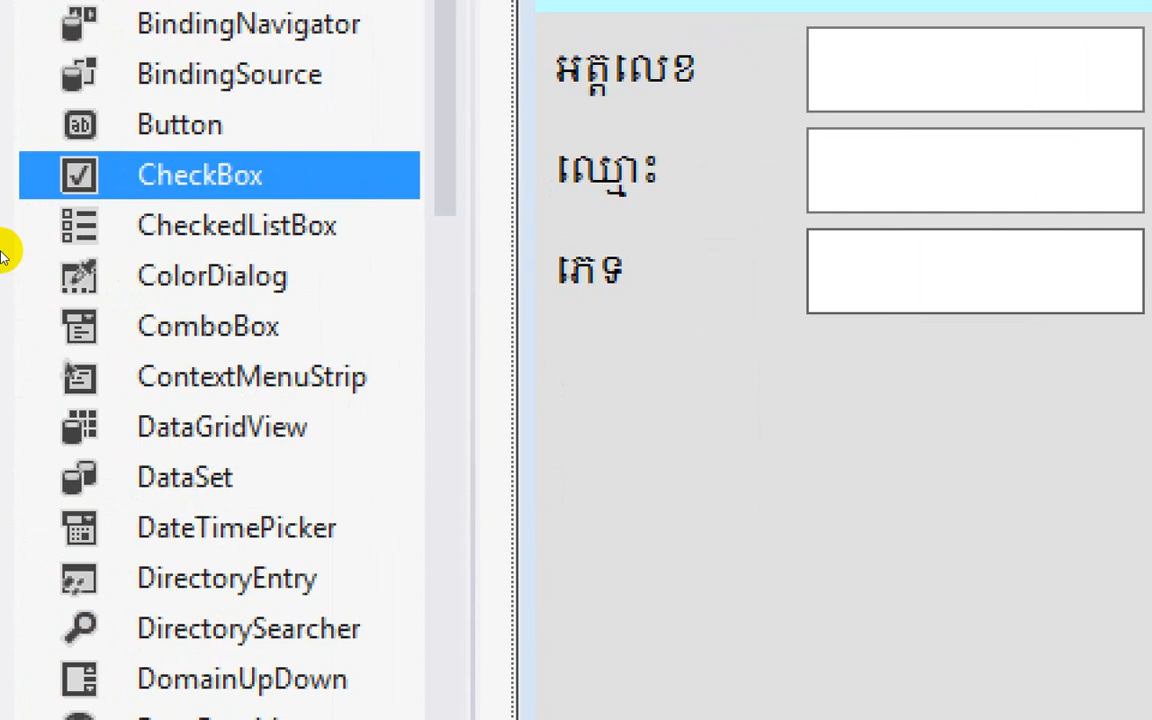 BindingNavigator
BindingSource
Button
CheckBox
CheckedListBox
ColorDialog
ComboBox
ContextMenuStrip
DataGridView
DataSet
DateTimePicker
DirectoryEntry
DirectorySearcher
DomainUpDown
អត្តលេខ
ឈ្មោះ
ភេទ